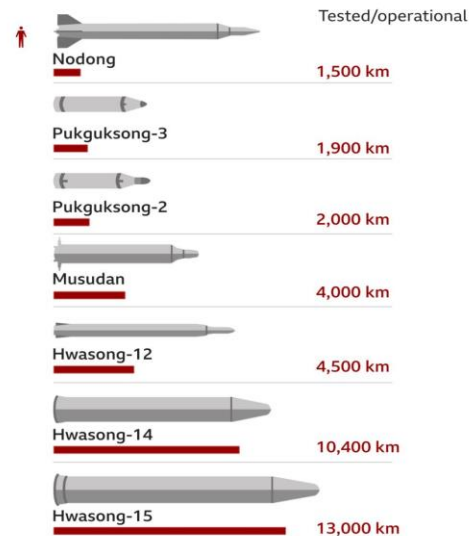 Tested/operational
Nodong
1,500 km
Pukguksong-3
1,900 km
Pukguksong-2
2,000 km
Musudan
4,000 km
Hwasong-12
4,500 km
Hwasong-14
10,400 km
Hwasong-15
13,000 km